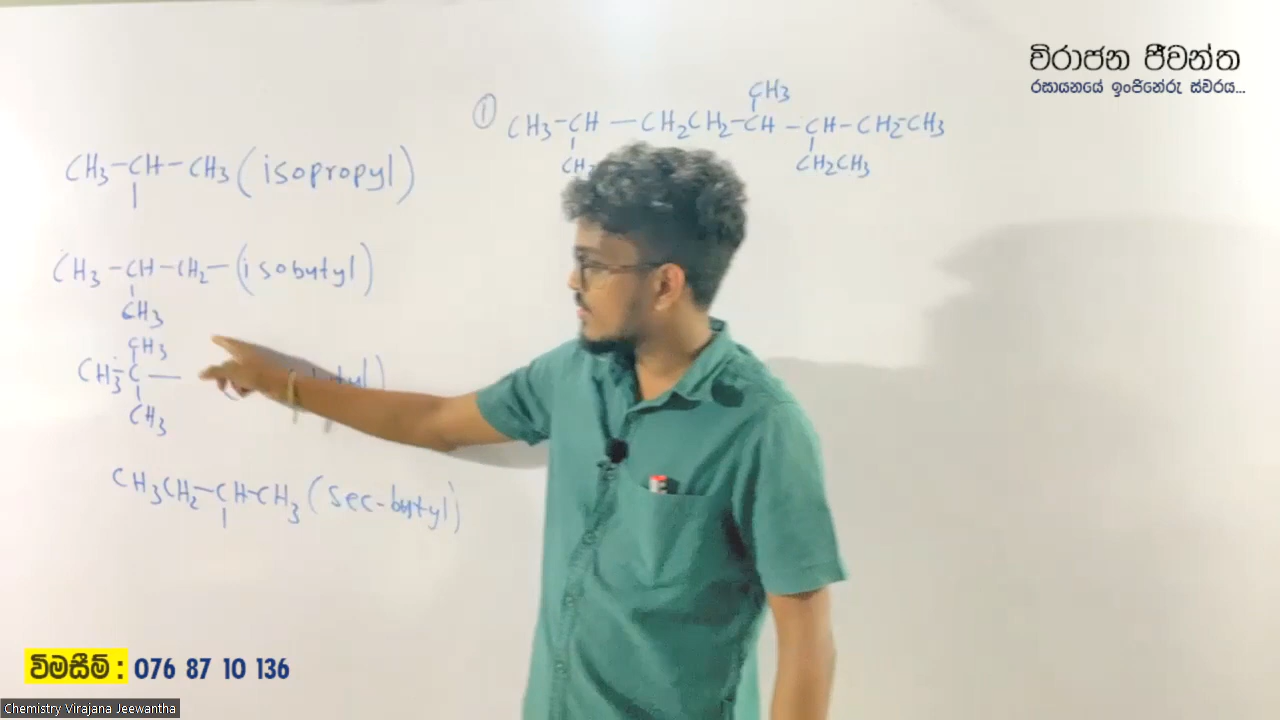 විරාජන ජීවන්ත
රසායනයේ ඉංජිනේරු ස්වරය...
① CH3-CH — CH2CH2-CH - CH - CH2-CH3
CH3
CH2CH3
CH3-CH-CH3 (isopropyl)
CH3 -CH -CH2 - (isobutyl)
CH3
CH3
CH3-C —
CH3
CH3CH2-CH-CH3 (sec-butyl)
විමසීම් : 076 87 10 136
Chemistry Virajana Jeewantha